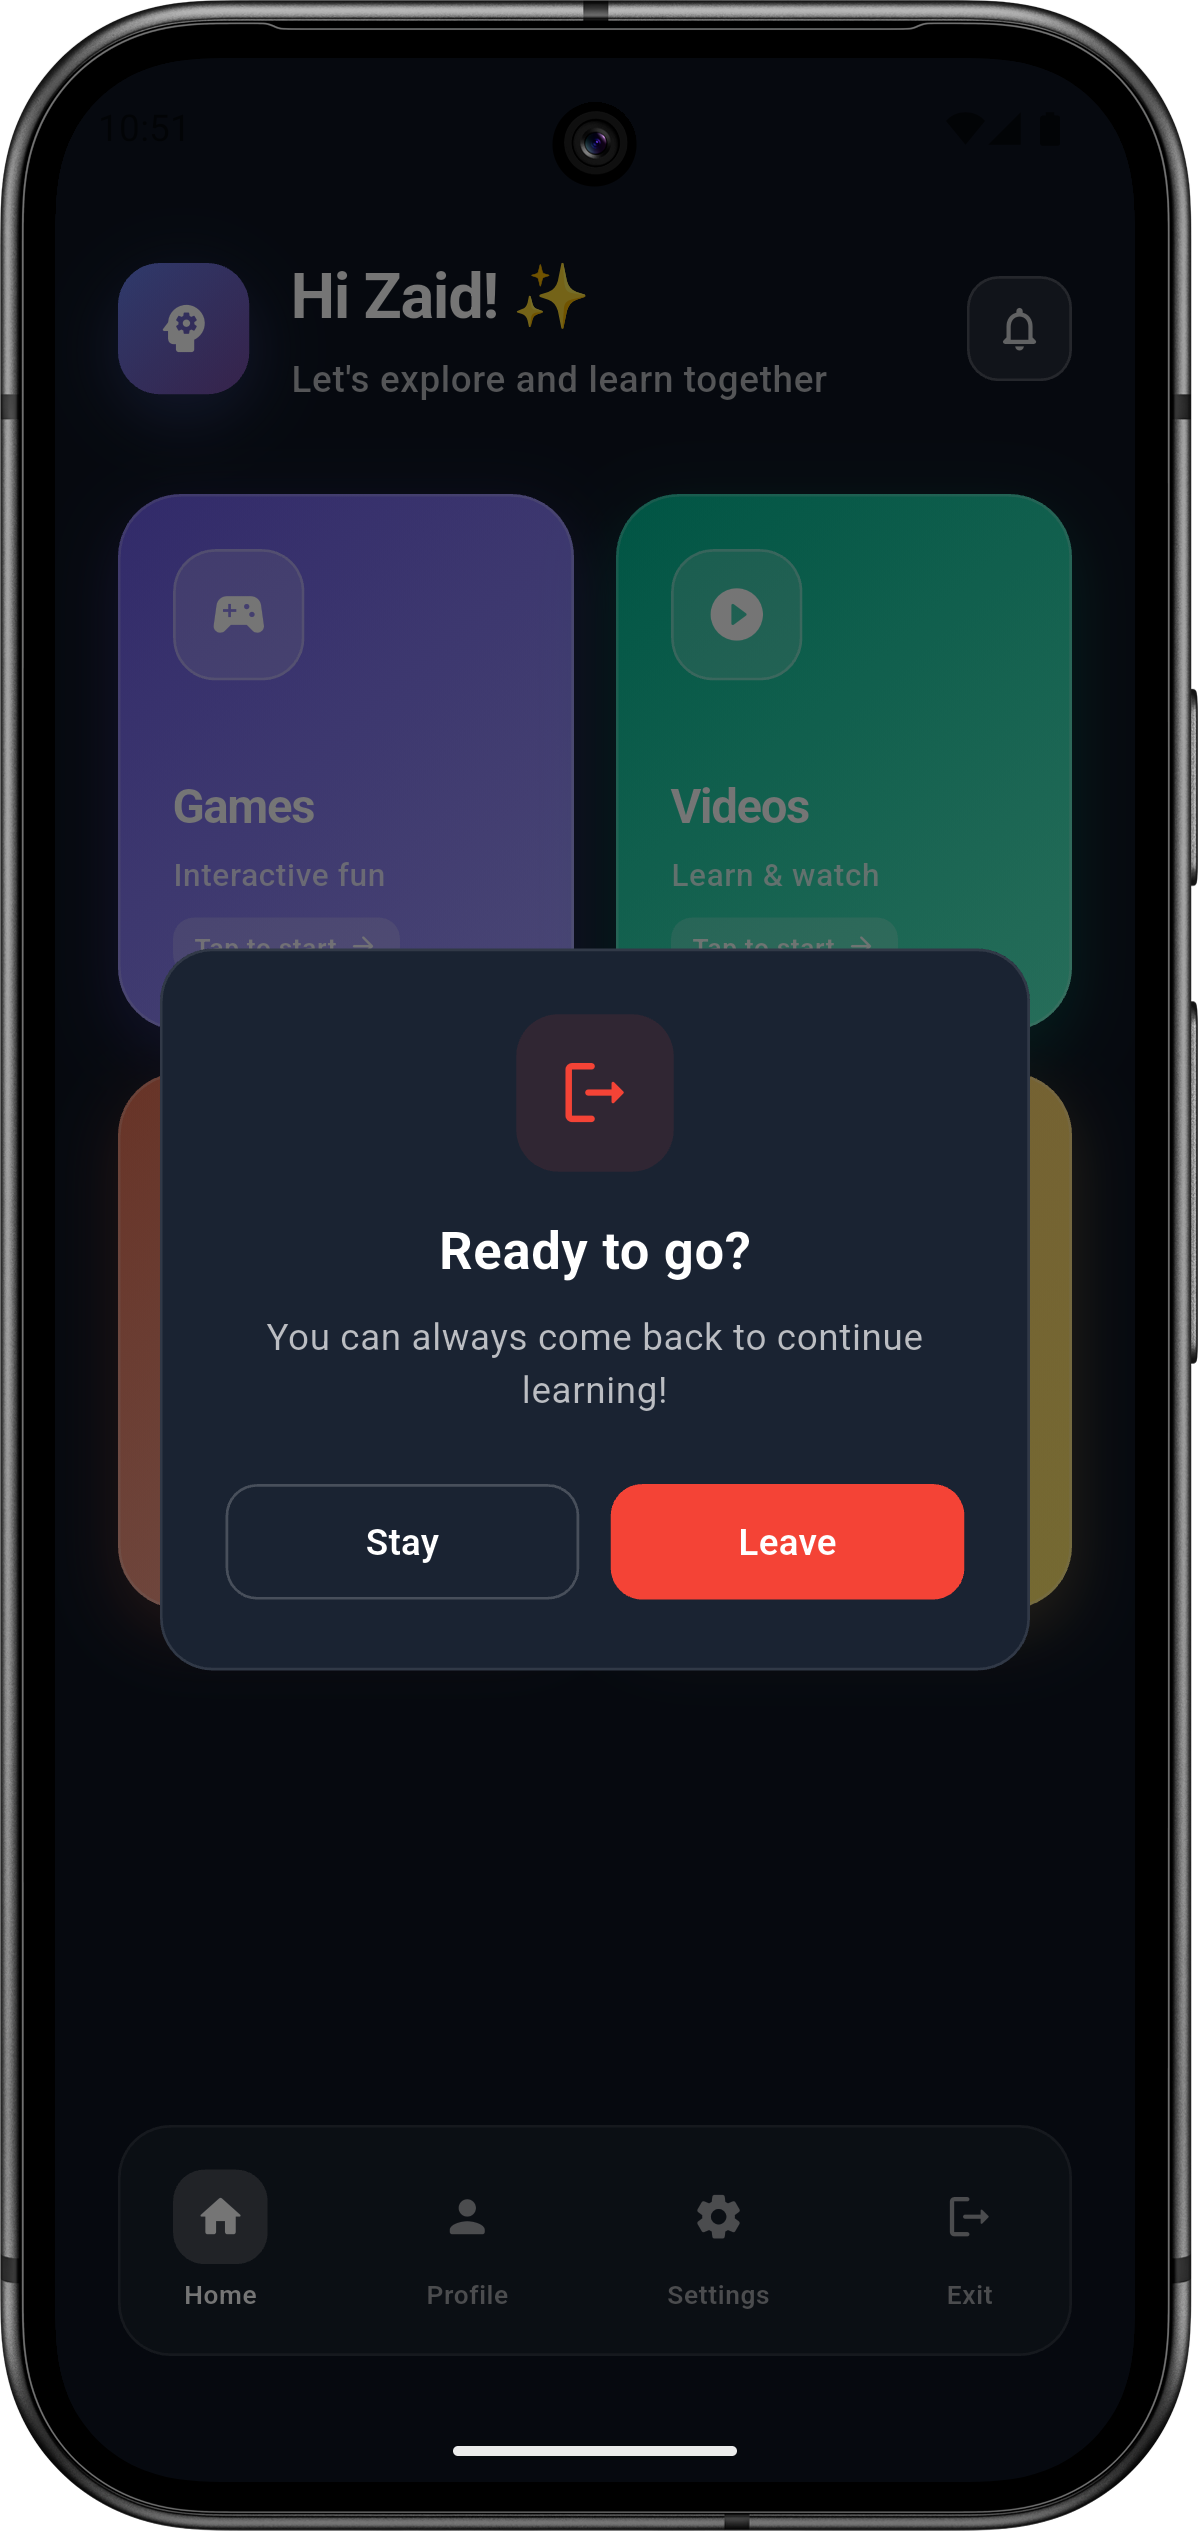 10:51
Hi Zaid! ✨
Let's explore and learn together
Games
Videos
Interactive fun
Learn & watch
Tap to start →
Tap to start →
Ready to go?
You can always come back to continue
learning!
Stay
Leave
Home
Profile
Settings
Exit